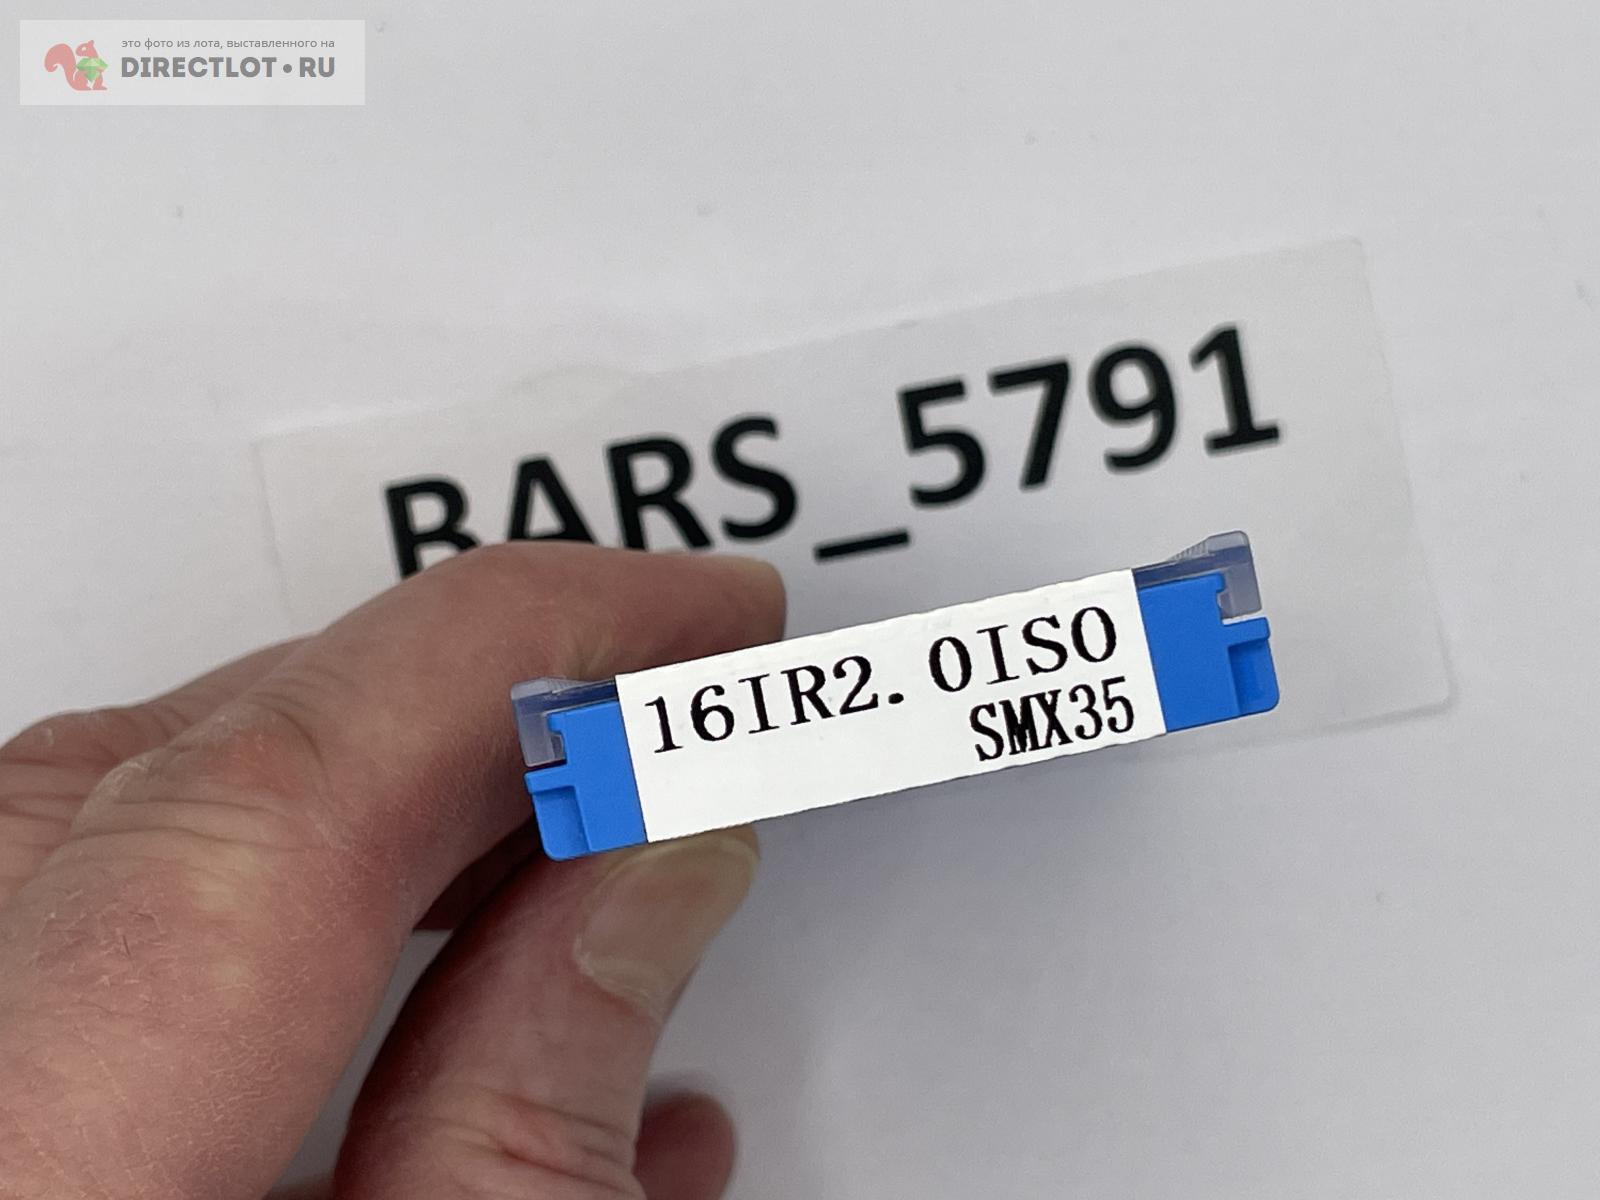 это фото из лота, выставленного на
DIRECTLOT•RU
BARS_5791
16IR2.0ISO
SMX35